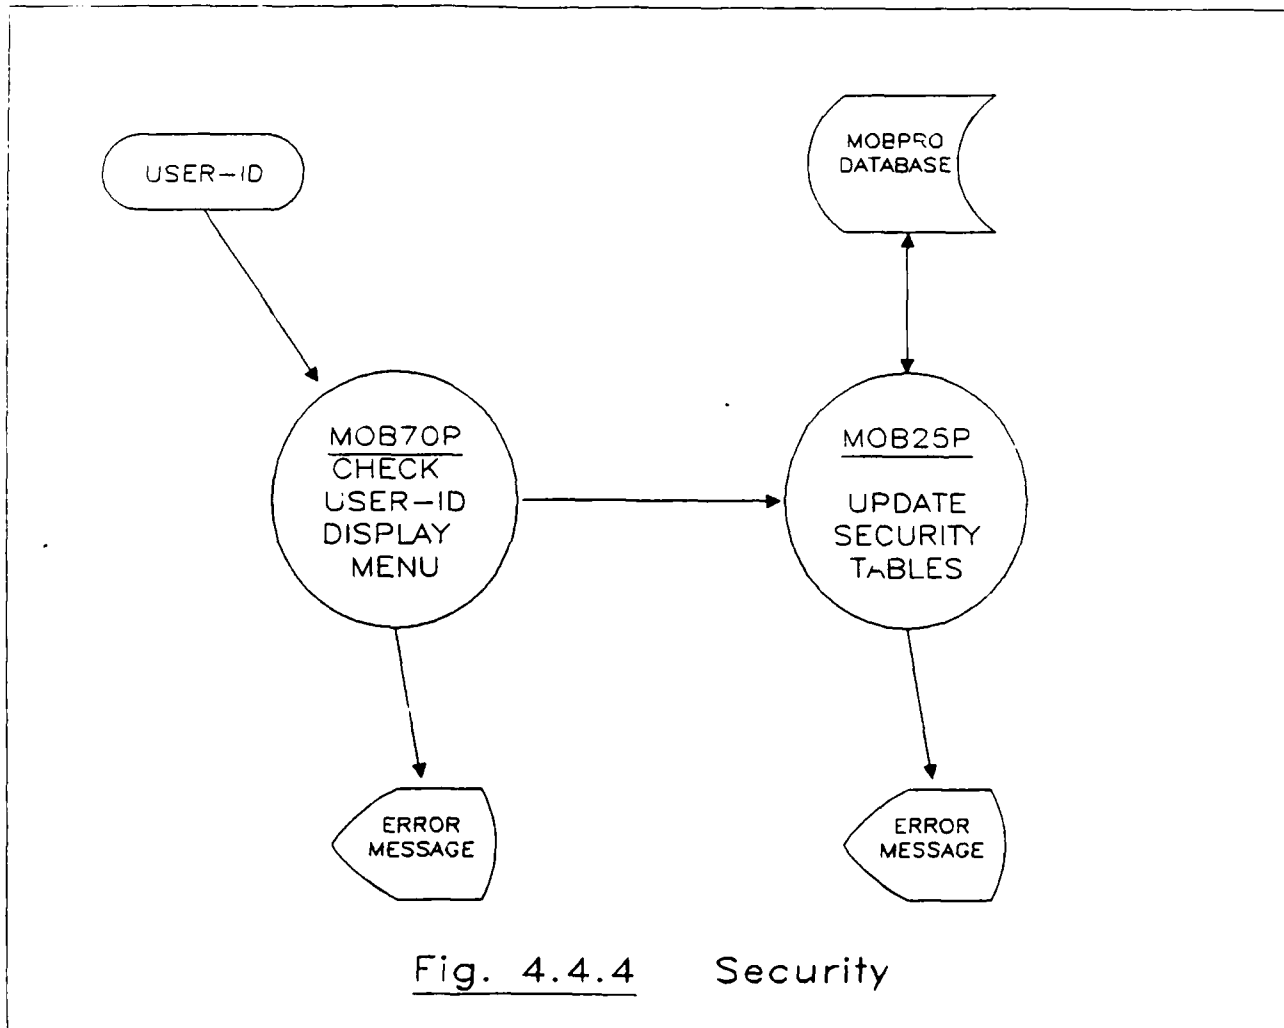 USER-ID
MOBPRO
DATABASE
MOB70P
CHECK
USER-ID
DISPLAY
MENU
MOB25P
UPDATE
SECURITY
TABLES
ERROR
MESSAGE
ERROR
MESSAGE
Fig. 4.4.4 Security